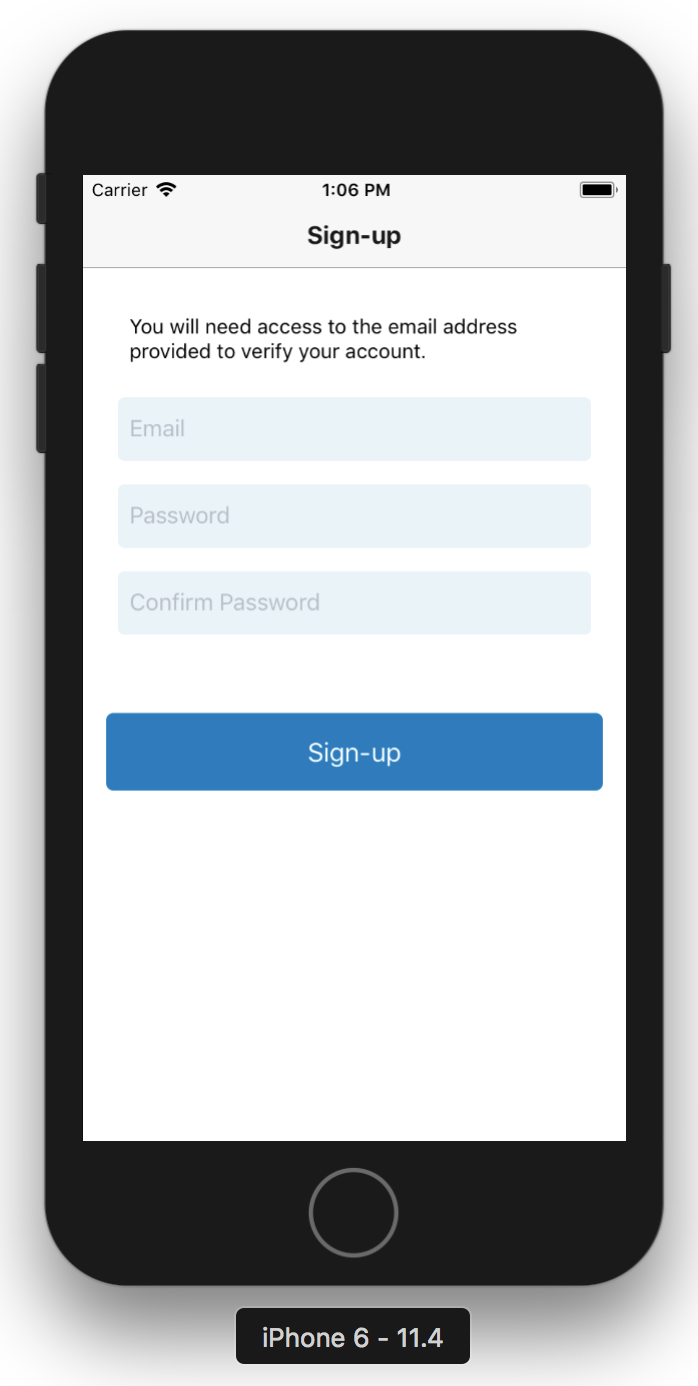 Carrier 1:06 PM
Sign-up
You will need access to the email address
provided to verify your account.
Email
Password
Confirm Password
Sign-up
iPhone 6 - 11.4